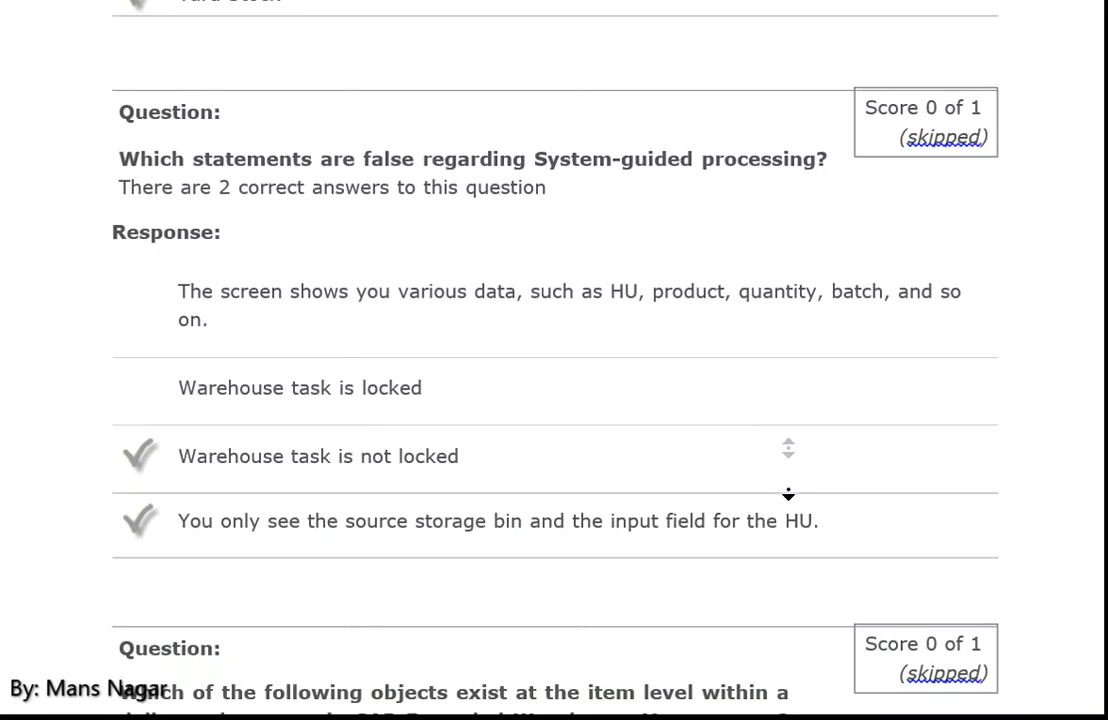 Question:
Score 0 of 1
(skipped)
Which statements are false regarding System-guided processing?
There are 2 correct answers to this question
Response:
The screen shows you various data, such as HU, product, quantity, batch, and so
on.
Warehouse task is locked
Warehouse task is not locked
You only see the source storage bin and the input field for the HU.
Question:
Score 0 of 1
(skipped)
Which of the following objects exist at the item level within a
By: Mans Nagar